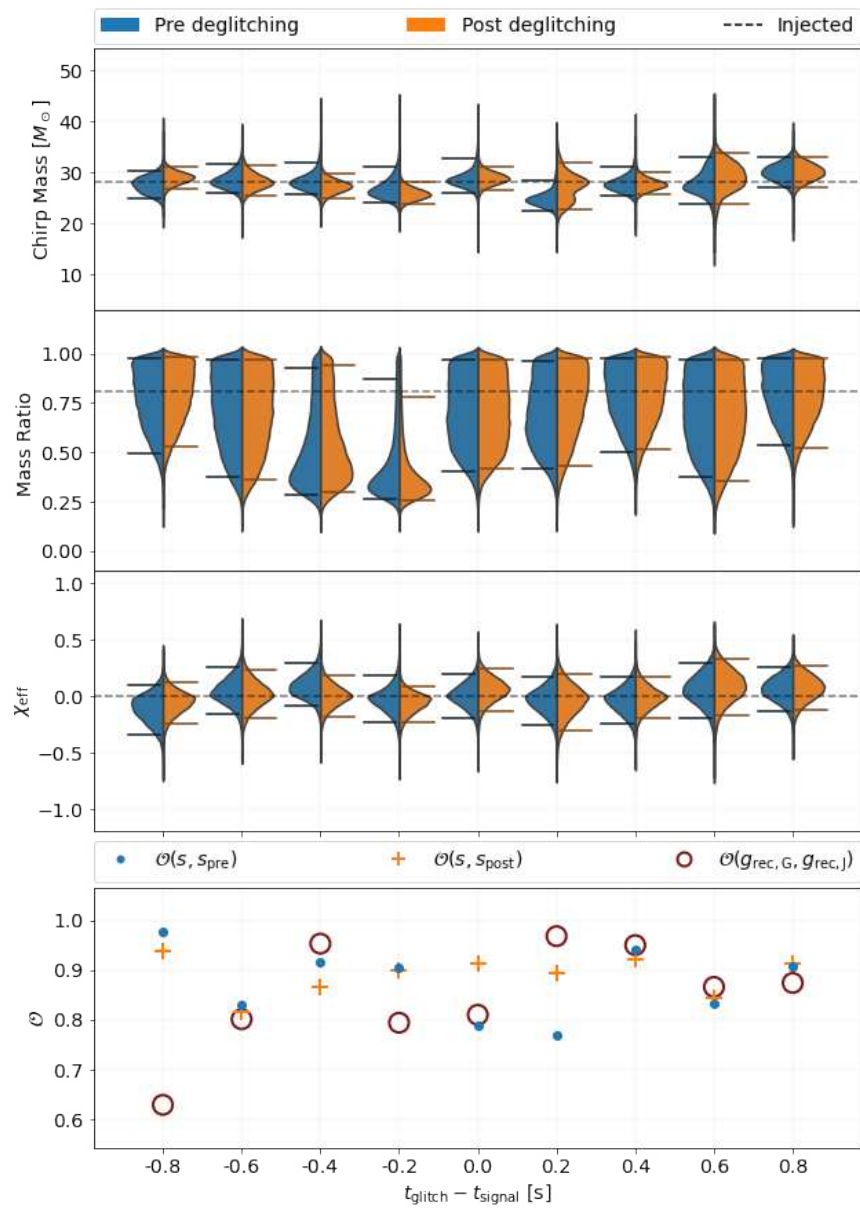 Pre deglitching Post deglitching Injected
50
40
30
20
10
Chirp Mass [M⊙]
1.00
0.75
0.50
0.25
0.00
Mass Ratio
1.0
0.5
0.0
−0.5
−1.0
χeff
𝒪(s, spre) 𝒪(s, spost) 𝒪(grec, G, grec, J)
1.0
0.9
0.8
0.7
0.6
𝒪
-0.8 -0.6 -0.4 -0.2 0.0 0.2 0.4 0.6 0.8
tglitch − tsignal [s]